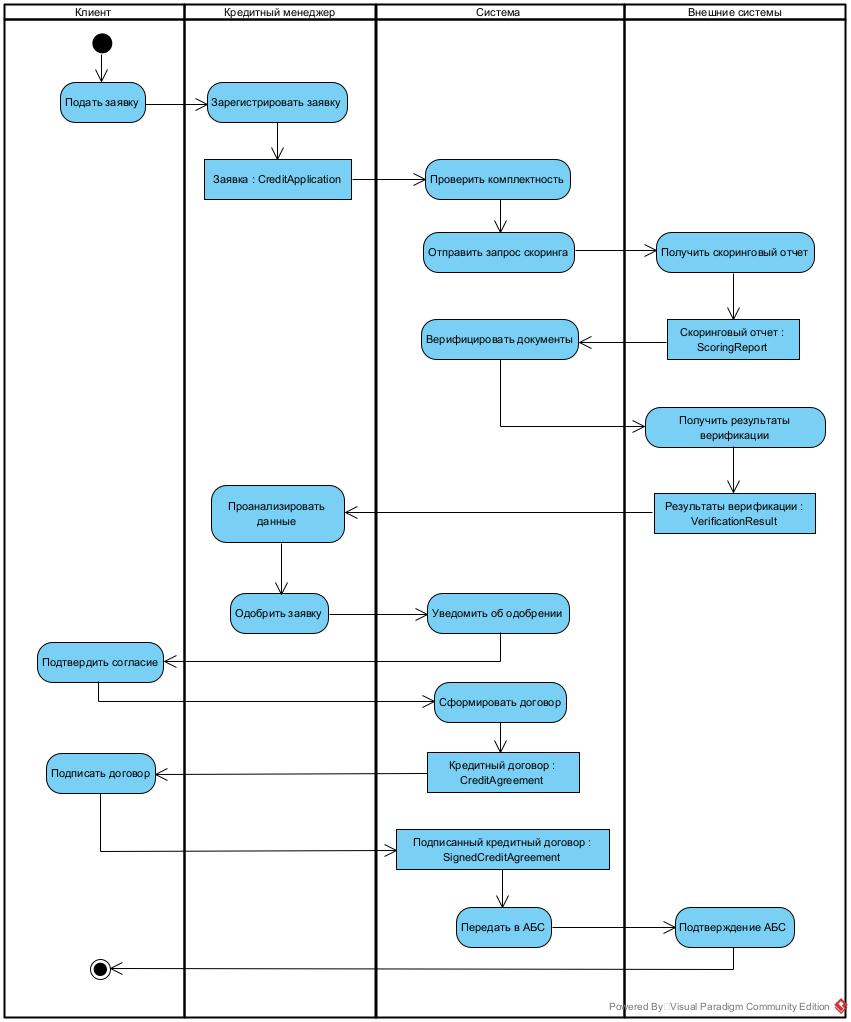 Клиент
Кредитный менеджер
Система
Внешние системы
Подать заявку
Зарегистрировать заявку
Заявка : CreditApplication
Проверить комплектность
Отправить запрос скоринга
Получить скоринговый отчет
Скоринговый отчет :
ScoringReport
Верифицировать документы
Получить результаты
верификации
Результаты верификации :
VerificationResult
Проанализировать
данные
Одобрить заявку
Уведомить об одобрении
Подтвердить согласие
Сформировать договор
Кредитный договор :
CreditAgreement
Подписать договор
Подписанный кредитный договор :
SignedCreditAgreement
Передать в АБС
Подтверждение АБС
Powered By Visual Paradigm Community Edition